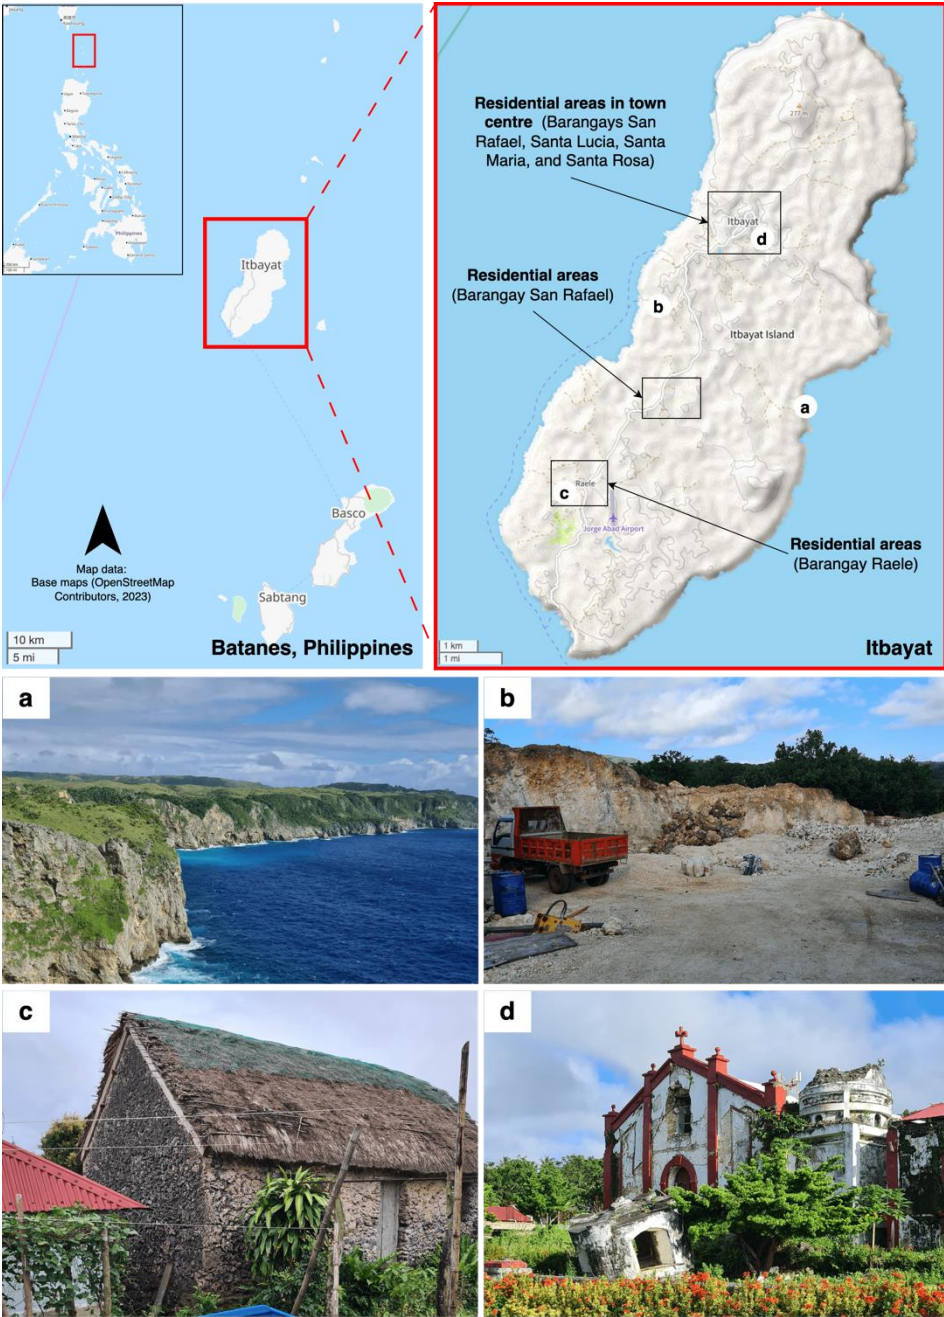 Philippines
Itbayat
Basco
Sabtang
Map data:
Base maps (OpenStreetMap
Contributors, 2023)
10 km
5 mi
Batanes, Philippines
Residential areas in town
centre (Barangays San
Rafael, Santa Lucia, Santa
Maria, and Santa Rosa)
277 m
Itbayat
d
Residential areas
(Barangay San Rafael)
b
Itbayat Island
a
c
Raele
Jorge Abad Airport
Residential areas
(Barangay Raele)
1 km
1 mi
Itbayat
a
b
c
d